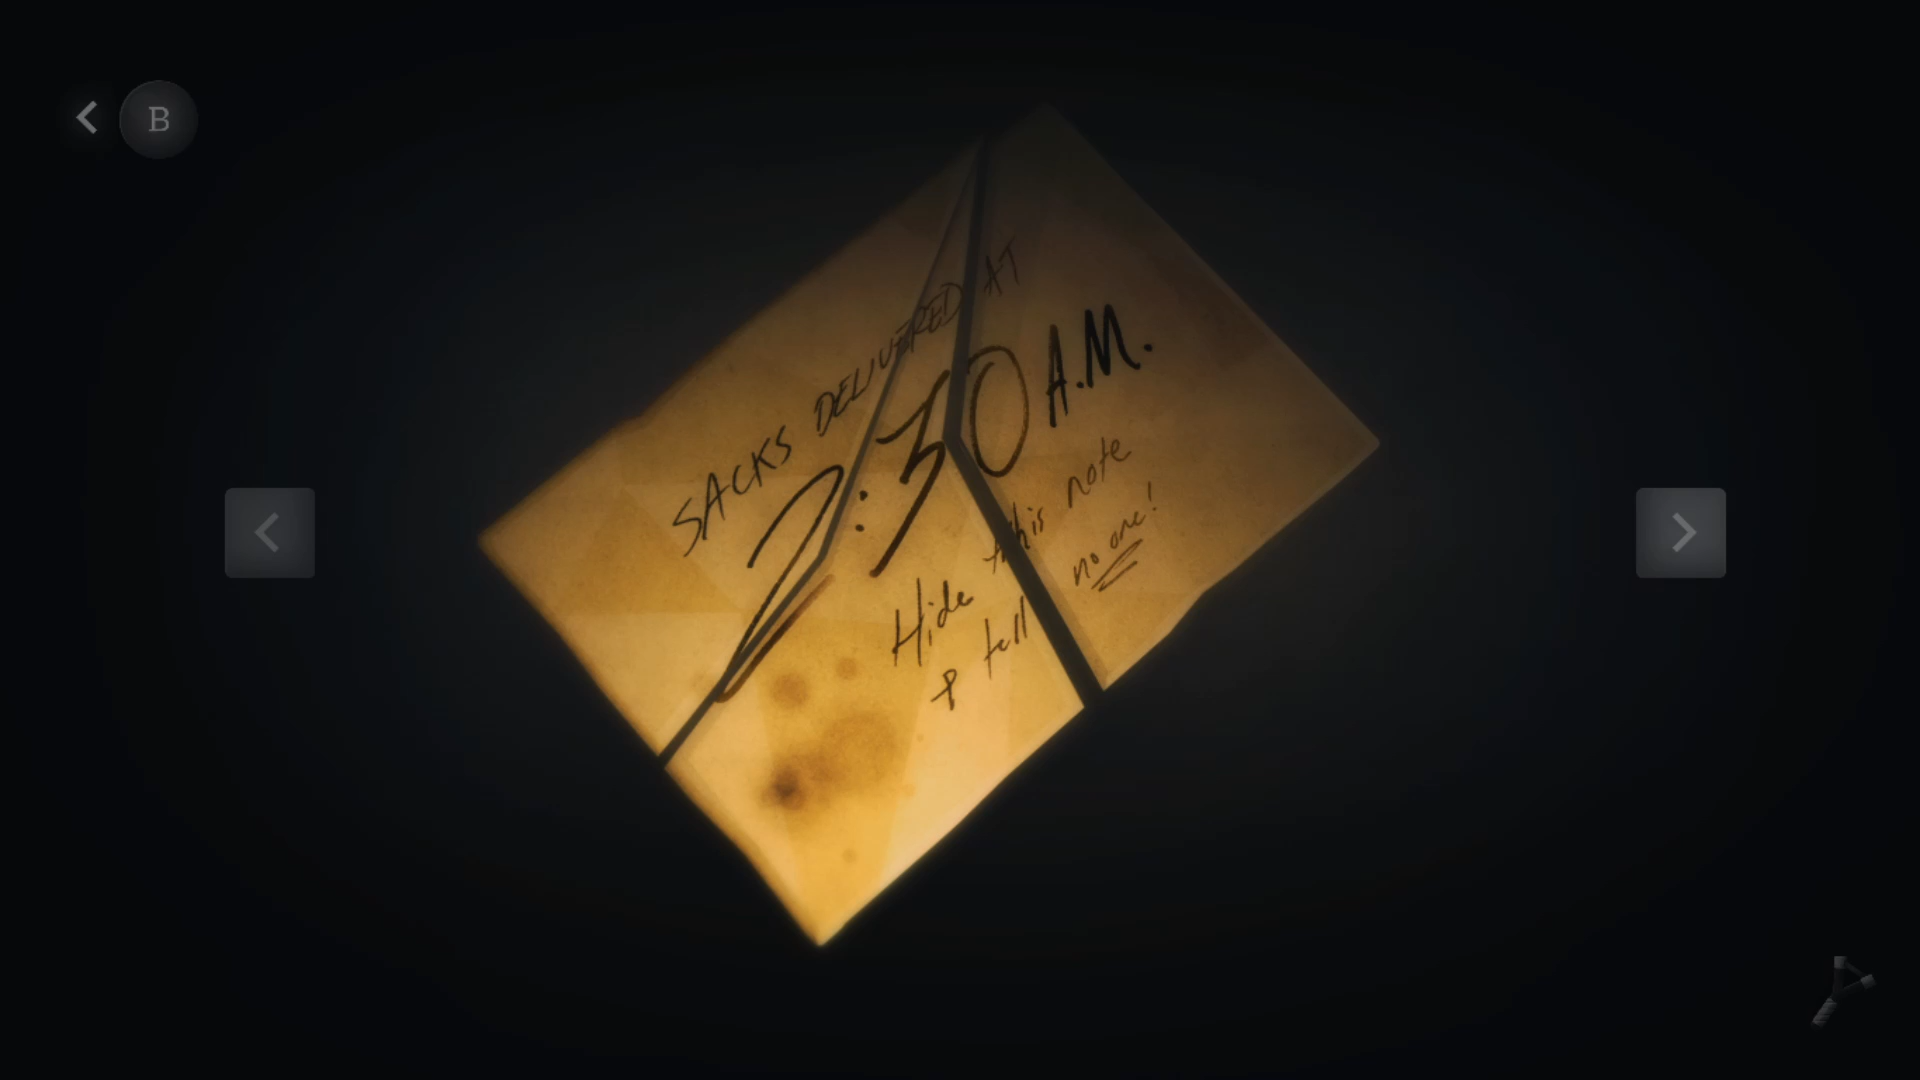 B
SACKS DELIVERED AT
2:30 A.M.
Hide this note
& tell no one!